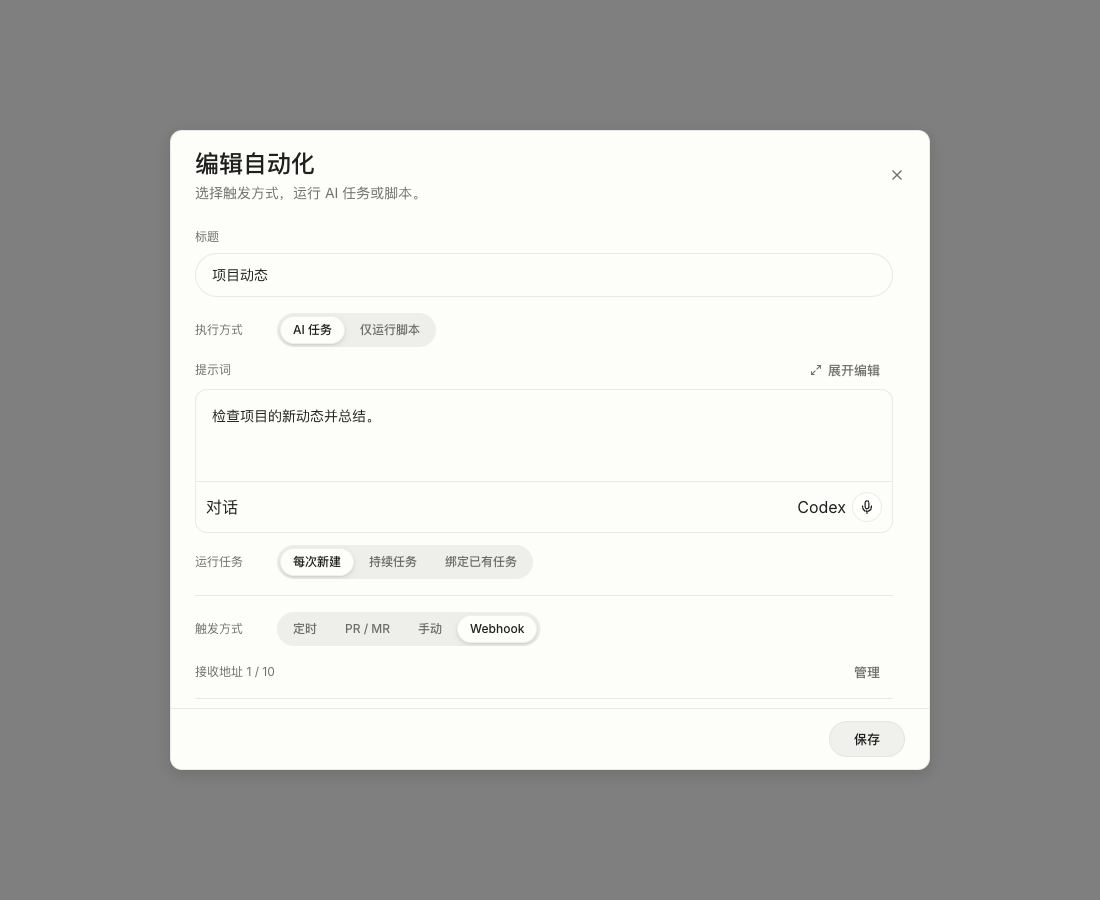 编辑自动化
选择触发方式，运行 AI 任务或脚本。
标题
项目动态
执行方式 AI 任务 仅运行脚本
提示词 展开编辑
检查项目的新动态并总结。
对话 Codex
运行任务 每次新建 持续任务 绑定已有任务
触发方式 定时 PR / MR 手动 Webhook
接收地址 1 / 10 管理
保存